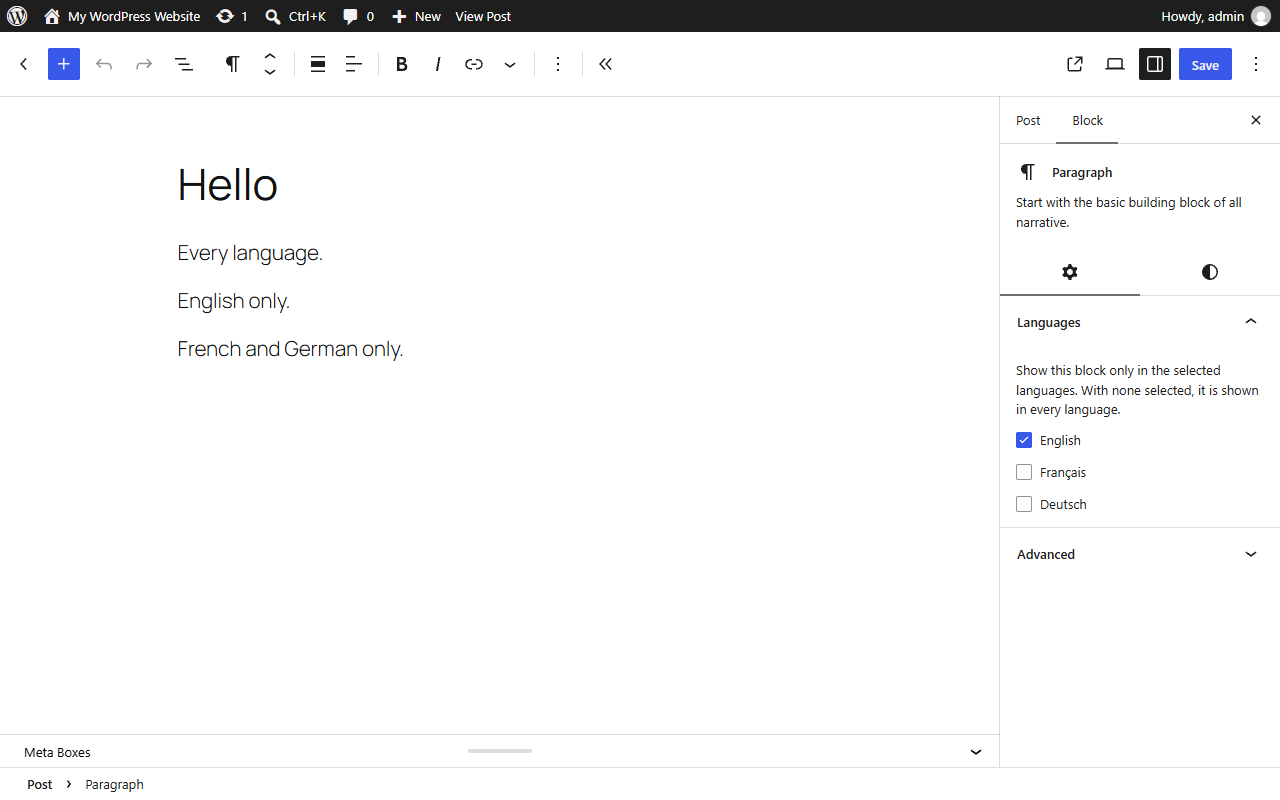 My WordPress Website 1 Ctrl+K 0 New View Post Howdy, admin
Save
Post Block
Hello
Every language.
English only.
French and German only.
Paragraph
Start with the basic building block of all
narrative.
Languages
Show this block only in the selected
languages. With none selected, it is shown
in every language.
English
Français
Deutsch
Advanced
Meta Boxes
Post › Paragraph